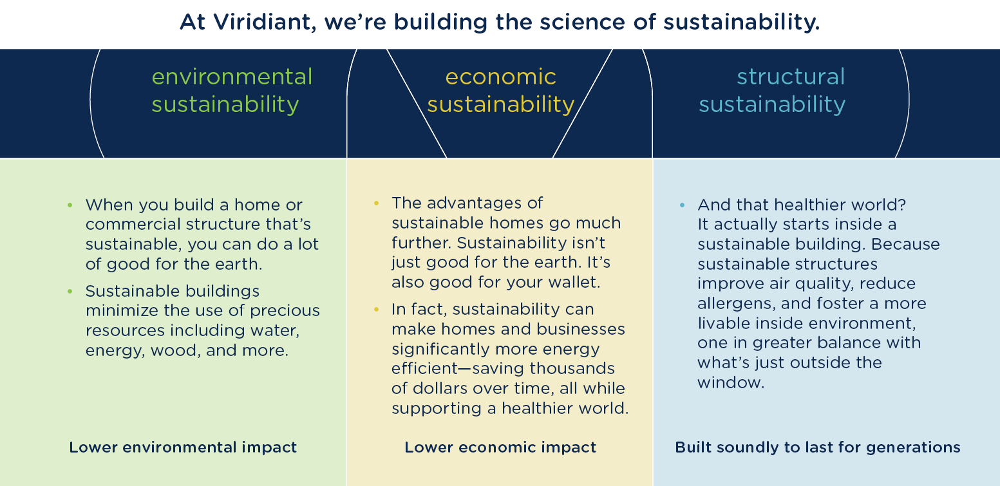 At Viridiant, we’re building the science of sustainability.
environmental
sustainability
economic
sustainability
structural
sustainability
• When you build a home or
commercial structure that’s
sustainable, you can do a lot
of good for the earth.
• Sustainable buildings
minimize the use of precious
resources including water,
energy, wood, and more.
Lower environmental impact
• The advantages of
sustainable homes go much
further. Sustainability isn’t
just good for the earth. It’s
also good for your wallet.
• In fact, sustainability can
make homes and businesses
significantly more energy
efficient—saving thousands
of dollars over time, all while
supporting a healthier world.
Lower economic impact
• And that healthier world?
It actually starts inside a
sustainable building. Because
sustainable structures
improve air quality, reduce
allergens, and foster a more
livable inside environment,
one in greater balance with
what’s just outside the
window.
Built soundly to last for generations